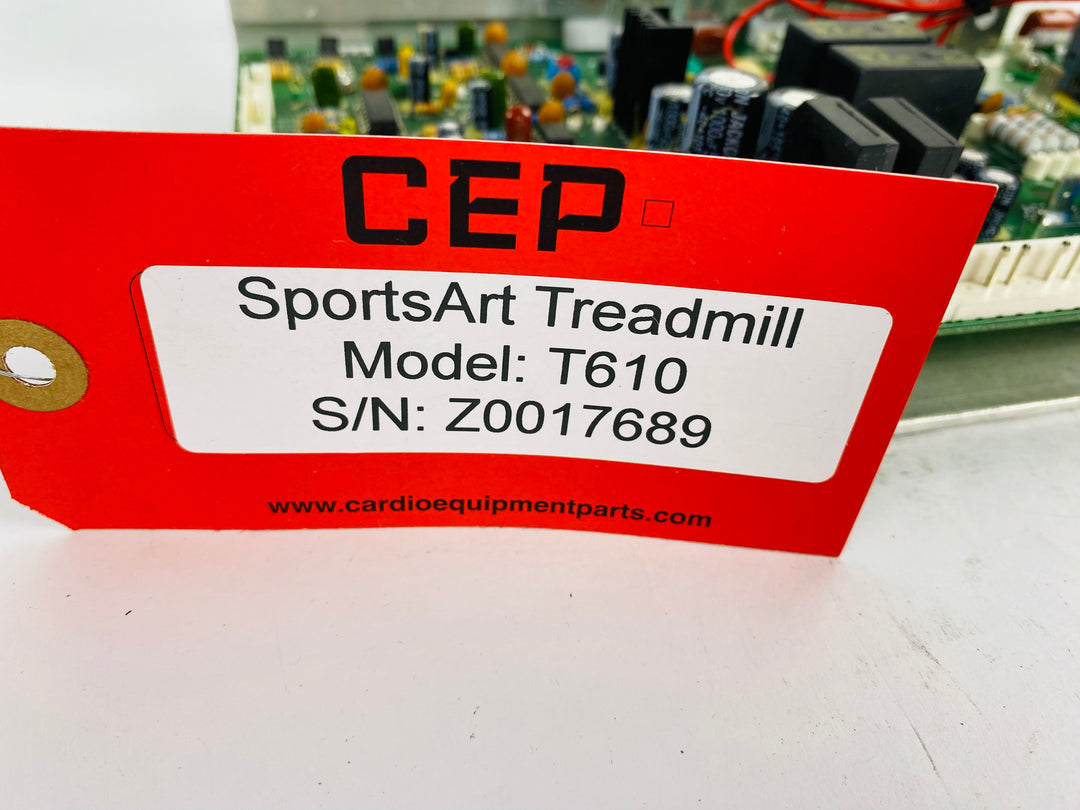 CEP
SportsArt Treadmill
Model: T610
S/N: Z0017689
www.cardioequipmentparts.com